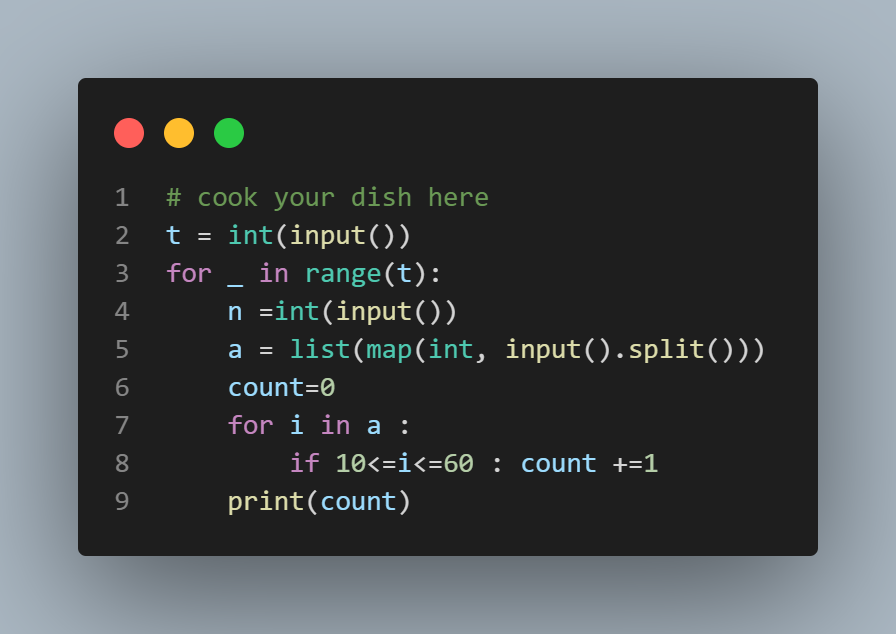 1 # cook your dish here
2 t = int(input())
3 for _ in range(t):
4     n =int(input())
5     a = list(map(int, input().split()))
6     count=0
7     for i in a :
8         if 10<=i<=60 : count +=1
9     print(count)